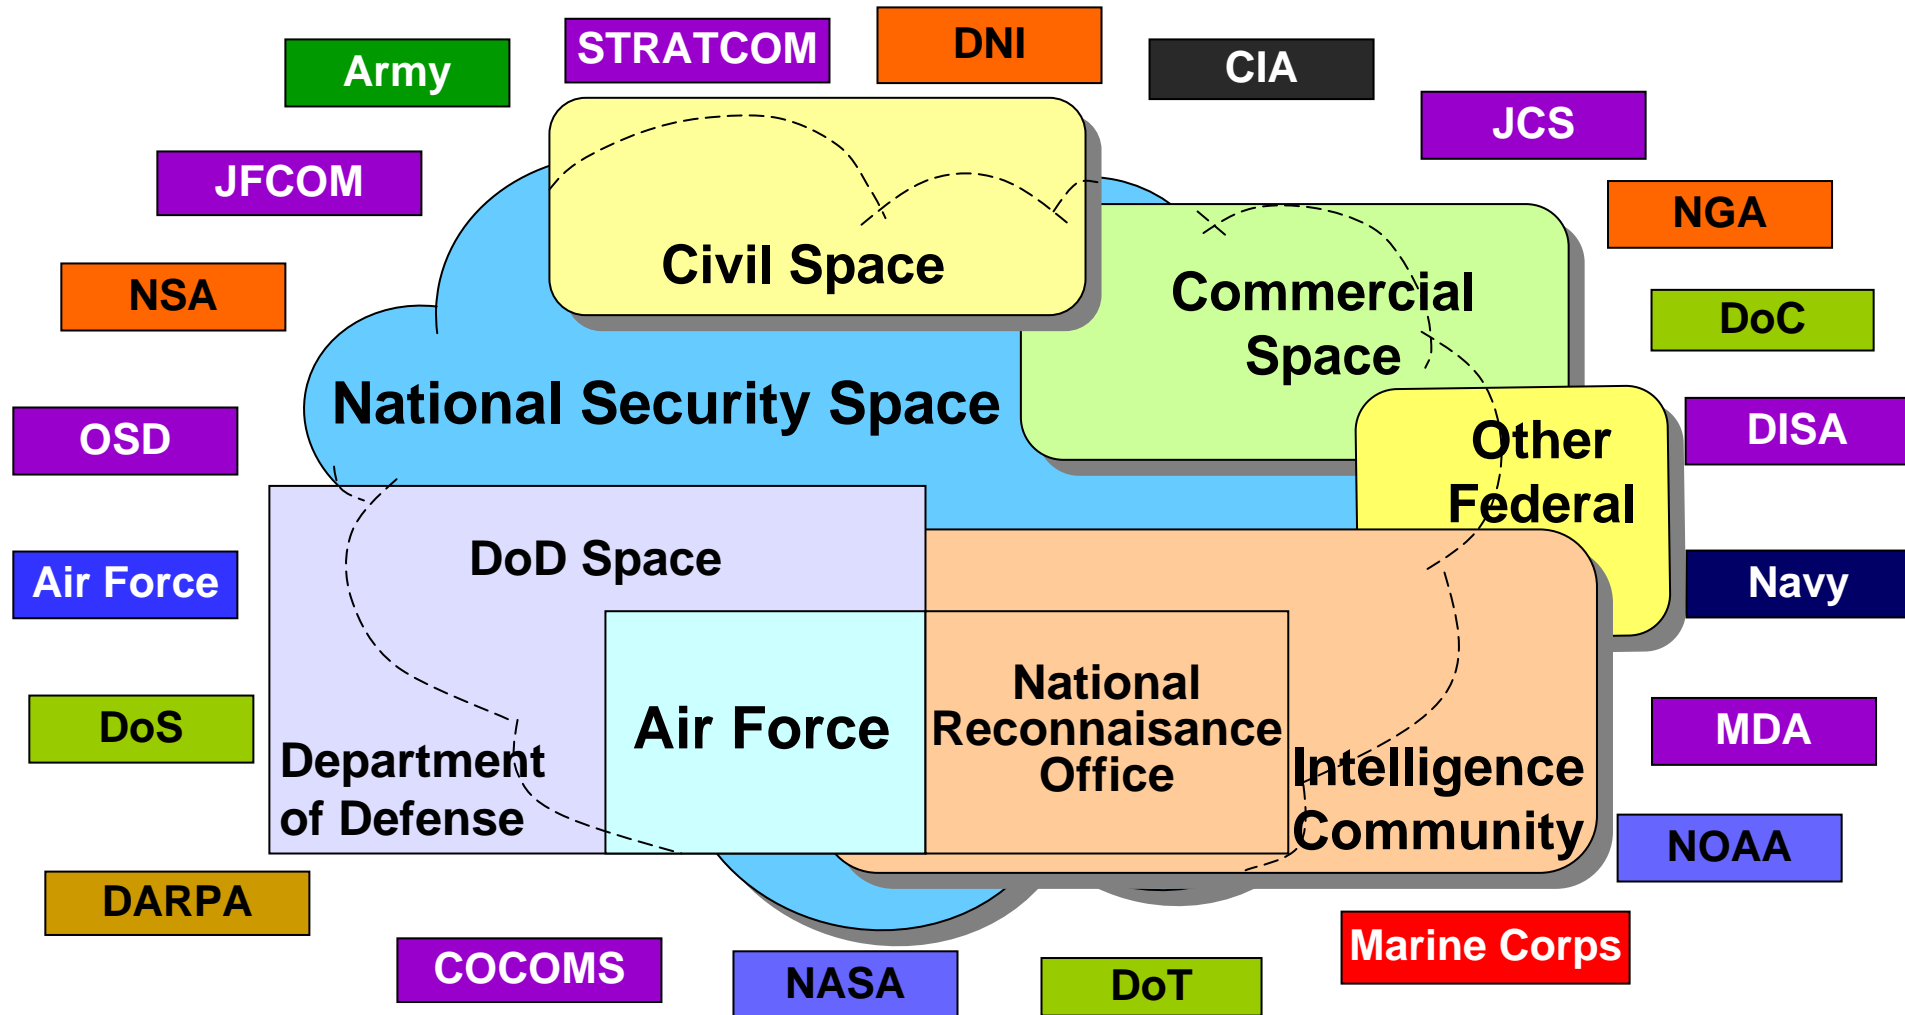 Army
STRATCOM
DNI
CIA
JCS
JFCOM
NGA
NSA
Civil Space
Commercial
Space
DoC
National Security Space
OSD
Other
Federal
DISA
DoD Space
Air Force
Navy
DoS
Department
of Defense
Air Force
National
Reconnaisance
Office
Intelligence
Community
MDA
NOAA
DARPA
COCOMS
NASA
DoT
Marine Corps